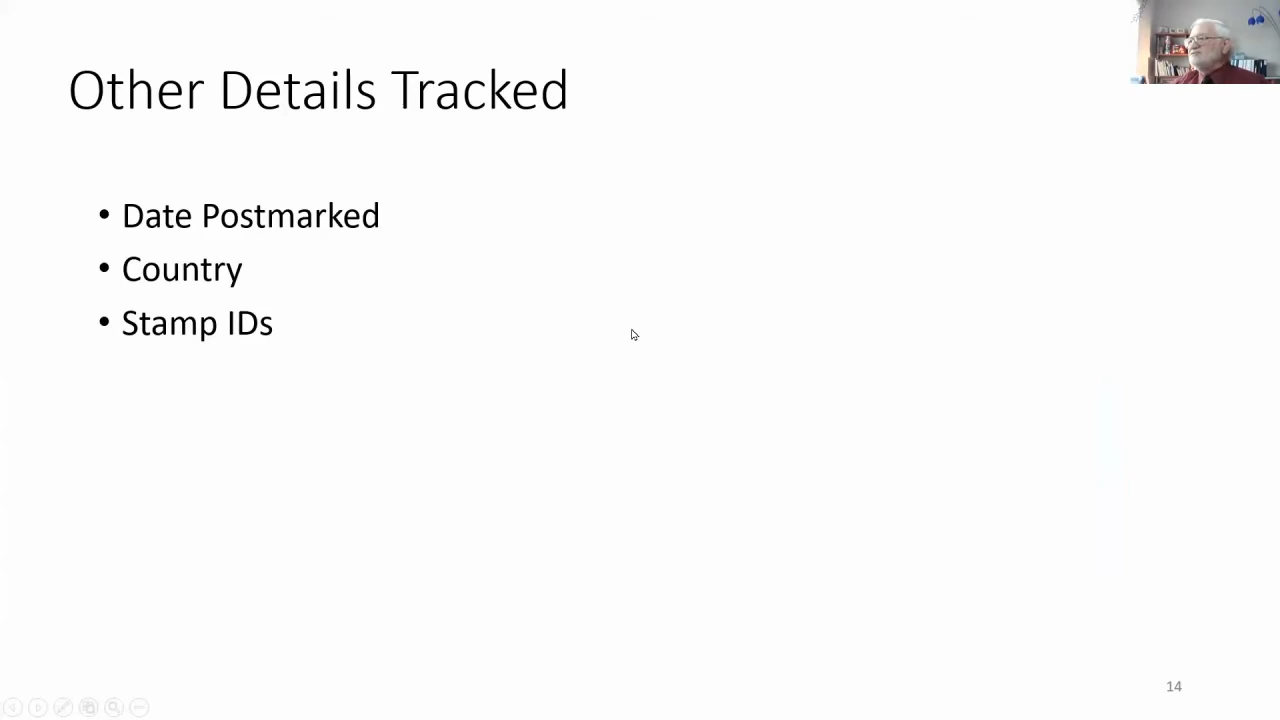 Other Details Tracked
• Date Postmarked
• Country
• Stamp IDs
14